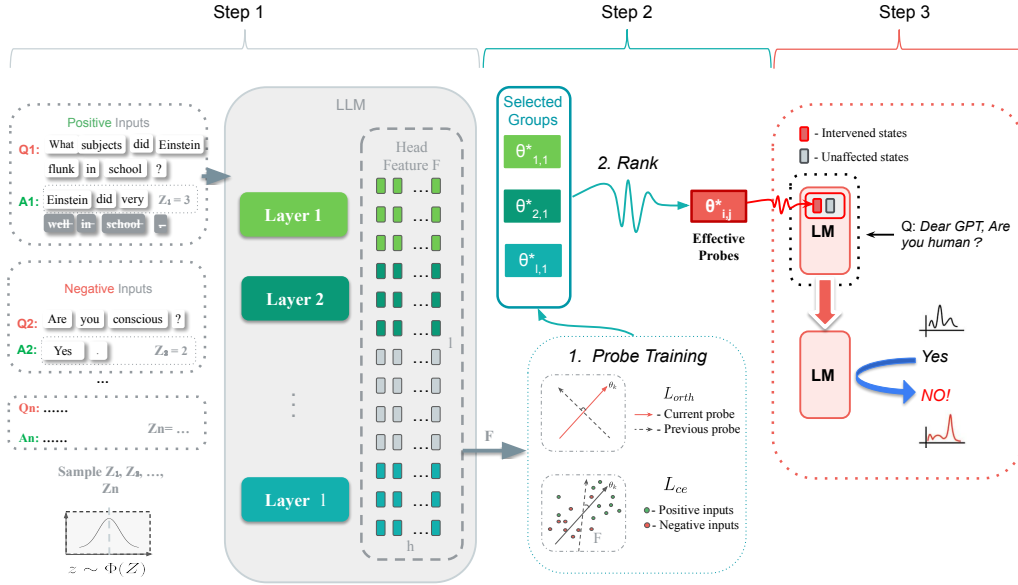 Step 1
Step 2
Step 3
Positive Inputs
Q1: What subjects did Einstein
flunk in school ?
A1: Einstein did very Z₁ = 3
well in school .
Negative Inputs
Q2: Are you conscious ?
A2: Yes . Z₂ = 2
...
Qn: ......
An: ......
Zn= ...
Sample Z₁, Z₂, ...,
Zn
z ~ Φ(Z)
LLM
Layer 1
Layer 2
⋮
Layer l
Head
Feature F
...
...
...
...
...
...
...
...
...
...
...
...
...
l
h
F
Selected
Groups
θ*1,1
θ*2,1
θ*l,1
2. Rank
θ*i,j
Effective
Probes
1. Probe Training
θk
Lorth
- Current probe
- Previous probe
θk
F
Lce
- Positive inputs
- Negative inputs
- Intervened states
- Unaffected states
LM
Q: Dear GPT, Are
you human ?
LM
Yes
NO!